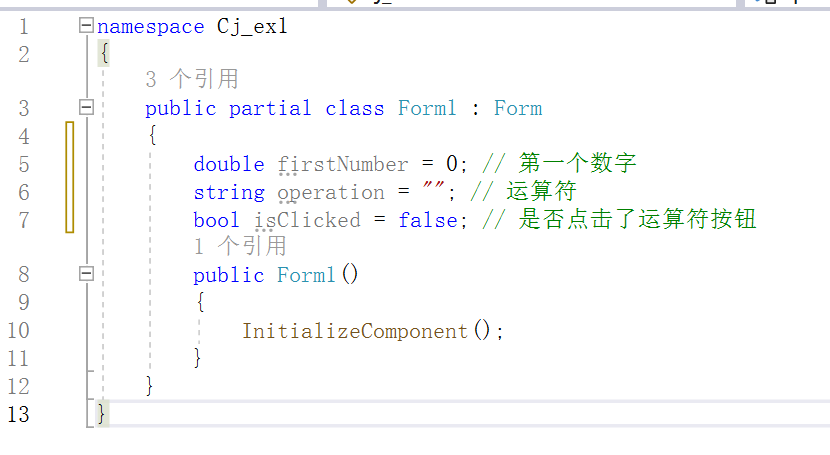 1 namespace Cj_ex1
2 {
3 个引用
3 public partial class Form1 : Form
4 {
5 double firstNumber = 0; // 第一个数字
6 string operation = ""; // 运算符
7 bool isClicked = false; // 是否点击了运算符按钮
1 个引用
8 public Form1()
9 {
10 InitializeComponent();
11 }
12 }
13 }